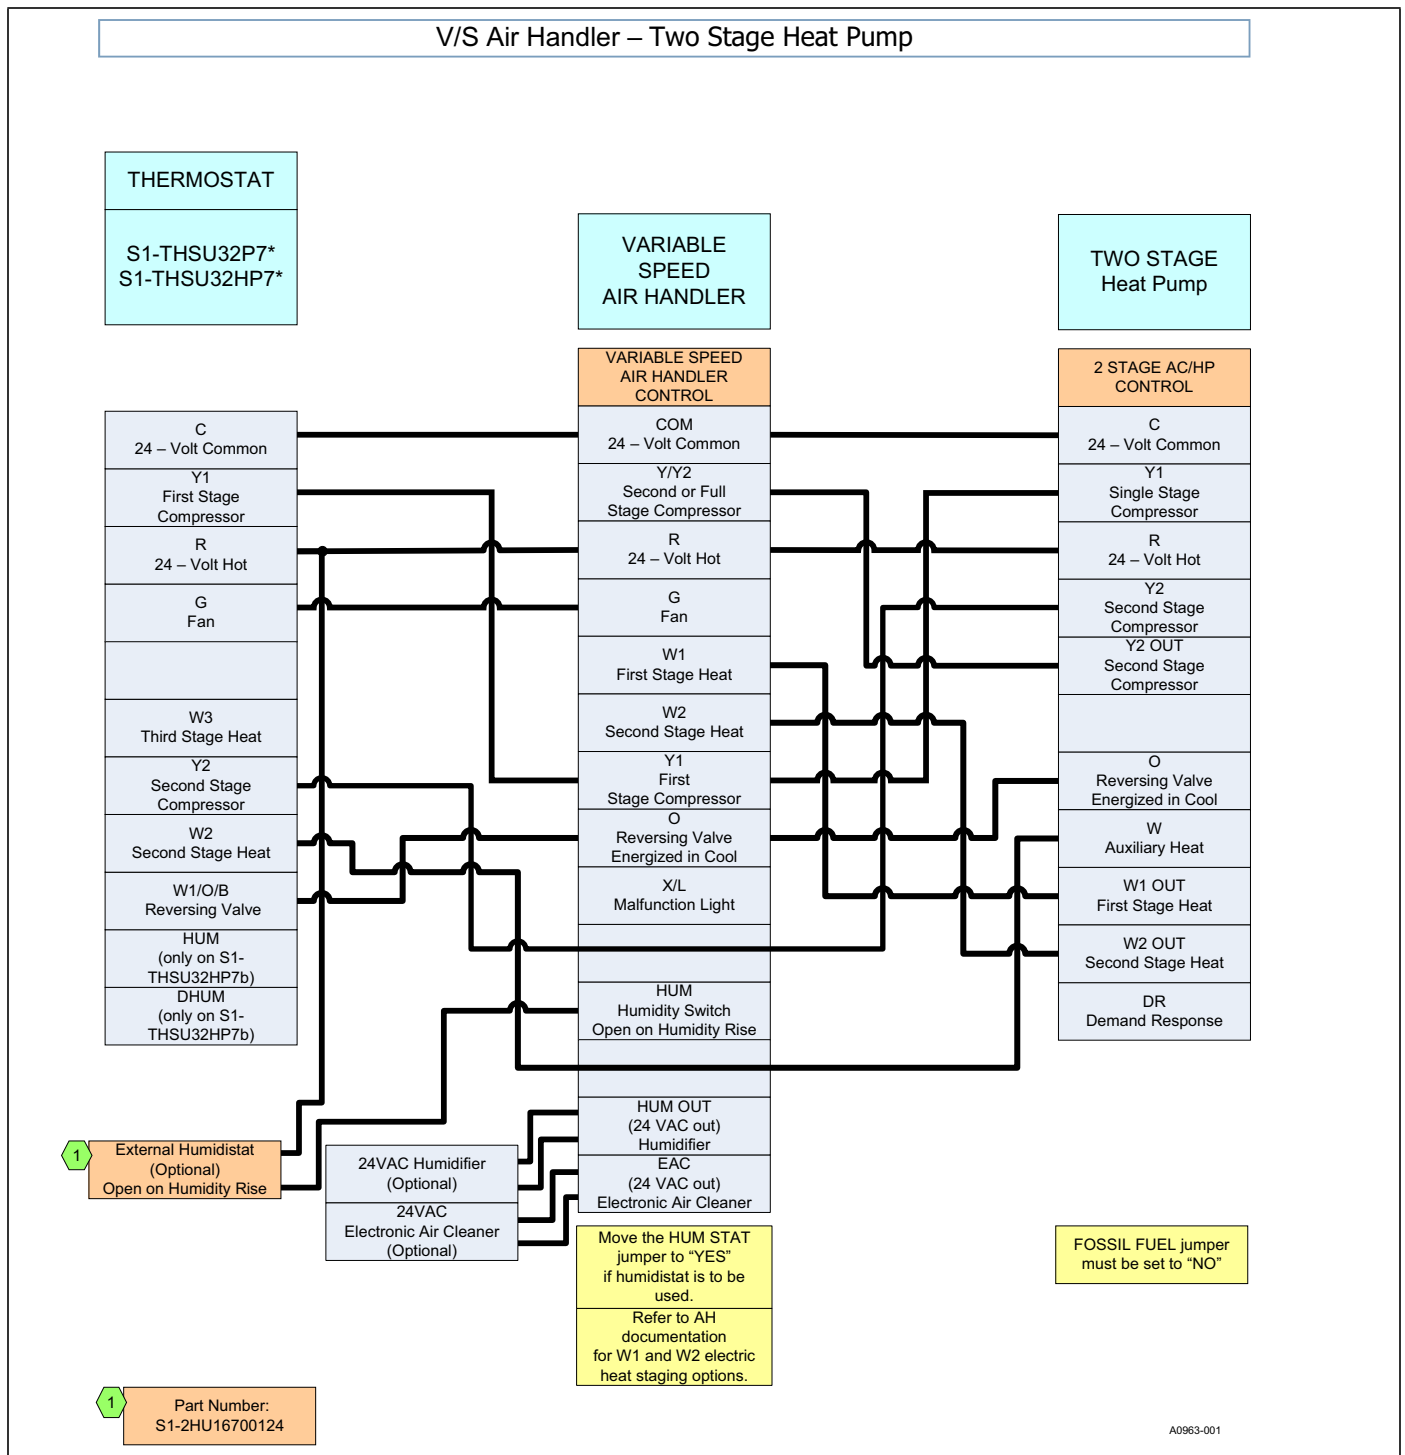 V/S Air Handler – Two Stage Heat Pump
THERMOSTAT
S1-THSU32P7*
S1-THSU32HP7*
VARIABLE
SPEED
AIR HANDLER
TWO STAGE
Heat Pump
C
24 – Volt Common
Y1
First Stage
Compressor
R
24 – Volt Hot
G
Fan
W3
Third Stage Heat
Y2
Second Stage
Compressor
W2
Second Stage Heat
W1/O/B
Reversing Valve
HUM
(only on S1-
THSU32HP7b)
DHUM
(only on S1-
THSU32HP7b)
VARIABLE SPEED
AIR HANDLER
CONTROL
COM
24 – Volt Common
Y/Y2
Second or Full
Stage Compressor
R
24 – Volt Hot
G
Fan
W1
First Stage Heat
W2
Second Stage Heat
Y1
First
Stage Compressor
O
Reversing Valve
Energized in Cool
X/L
Malfunction Light
HUM
Humidity Switch
Open on Humidity Rise
HUM OUT
(24 VAC out)
Humidifier
EAC
(24 VAC out)
Electronic Air Cleaner
2 STAGE AC/HP
CONTROL
C
24 – Volt Common
Y1
Single Stage
Compressor
R
24 – Volt Hot
Y2
Second Stage
Compressor
Y2 OUT
Second Stage
Compressor
O
Reversing Valve
Energized in Cool
W
Auxiliary Heat
W1 OUT
First Stage Heat
W2 OUT
Second Stage Heat
DR
Demand Response
1
External Humidistat
(Optional)
Open on Humidity Rise
24VAC Humidifier
(Optional)
24VAC
Electronic Air Cleaner
(Optional)
Move the HUM STAT
jumper to “YES”
if humidistat is to be
used.
Refer to AH
documentation
for W1 and W2 electric
heat staging options.
FOSSIL FUEL jumper
must be set to “NO”
1
Part Number:
S1-2HU16700124
A0963-001